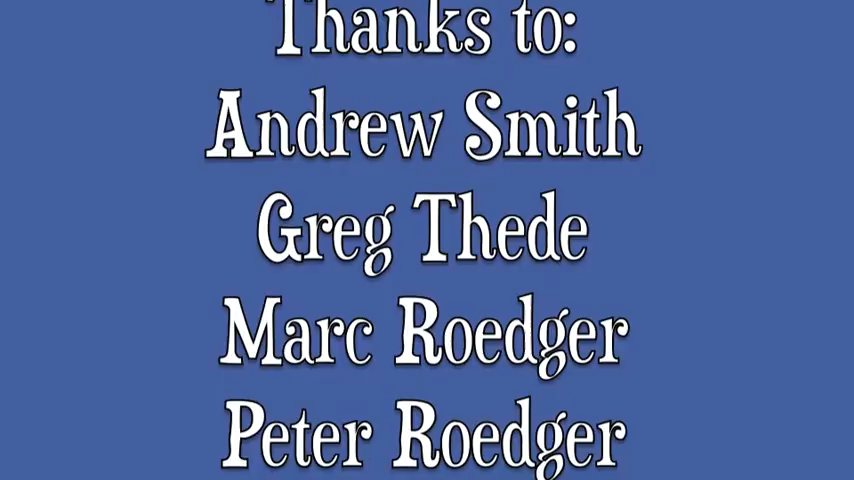 Thanks to:
Andrew Smith
Greg Thede
Marc Roedger
Peter Roedger